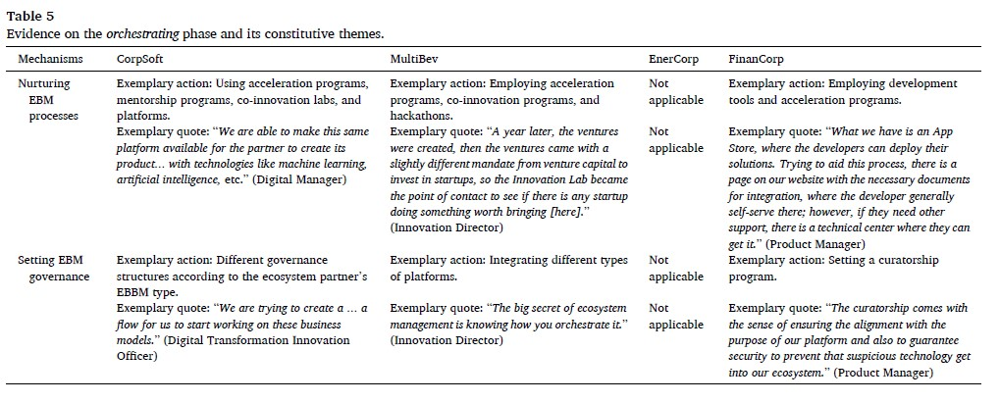 Table 5
Evidence on the orchestrating phase and its constitutive themes.
Mechanisms CorpSoft MultiBev EnerCorp FinanCorp
Nurturing EBM processes
Exemplary action: Using acceleration programs,
mentorship programs, co-innovation labs, and
platforms.
Exemplary action: Employing acceleration
programs, co-innovation programs, and
hackathons.
Not
applicable
Exemplary action: Employing development
tools and acceleration programs.
Exemplary quote: “We are able to make this same
platform available for the partner to create its
product… with technologies like machine learning,
artificial intelligence, etc.” (Digital Manager)
Exemplary quote: “A year later, the ventures
were created, then the ventures came with a
slightly different mandate from venture capital to
invest in startups, so the Innovation Lab became
the point of contact to see if there is any startup
doing something worth bringing [here].”
(Innovation Director)
Not
applicable
Exemplary quote: “What we have is an App
Store, where the developers can deploy their
solutions. Trying to aid this process, there is a
page on our website with the necessary documents
for integration, where the developer generally
self-serve there; however, if they need other
support, there is a technical center where they can
get it.” (Product Manager)
Setting EBM
governance
Exemplary action: Different governance
structures according to the ecosystem partner’s
EBBM type.
Exemplary action: Integrating different types
of platforms.
Not
applicable
Exemplary action: Setting a curatorship
program.
Exemplary quote: “We are trying to create a … a
flow for us to start working on these business
models.” (Digital Transformation Innovation
Officer)
Exemplary quote: “The big secret of ecosystem
management is knowing how you orchestrate it.”
(Innovation Director)
Not
applicable
Exemplary quote: “The curatorship comes with
the sense of ensuring the alignment with the
purpose of our platform and also to guarantee
security to prevent that suspicious technology get
into our ecosystem.” (Product Manager)